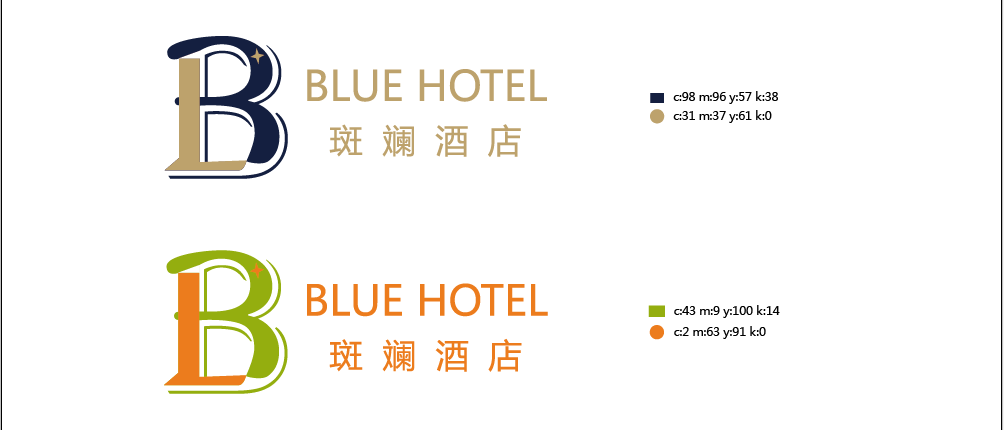 BLUE HOTEL
斑斓酒店
c:98 m:96 y:57 k:38
c:31 m:37 y:61 k:0
BLUE HOTEL
斑斓酒店
c:43 m:9 y:100 k:14
c:2 m:63 y:91 k:0